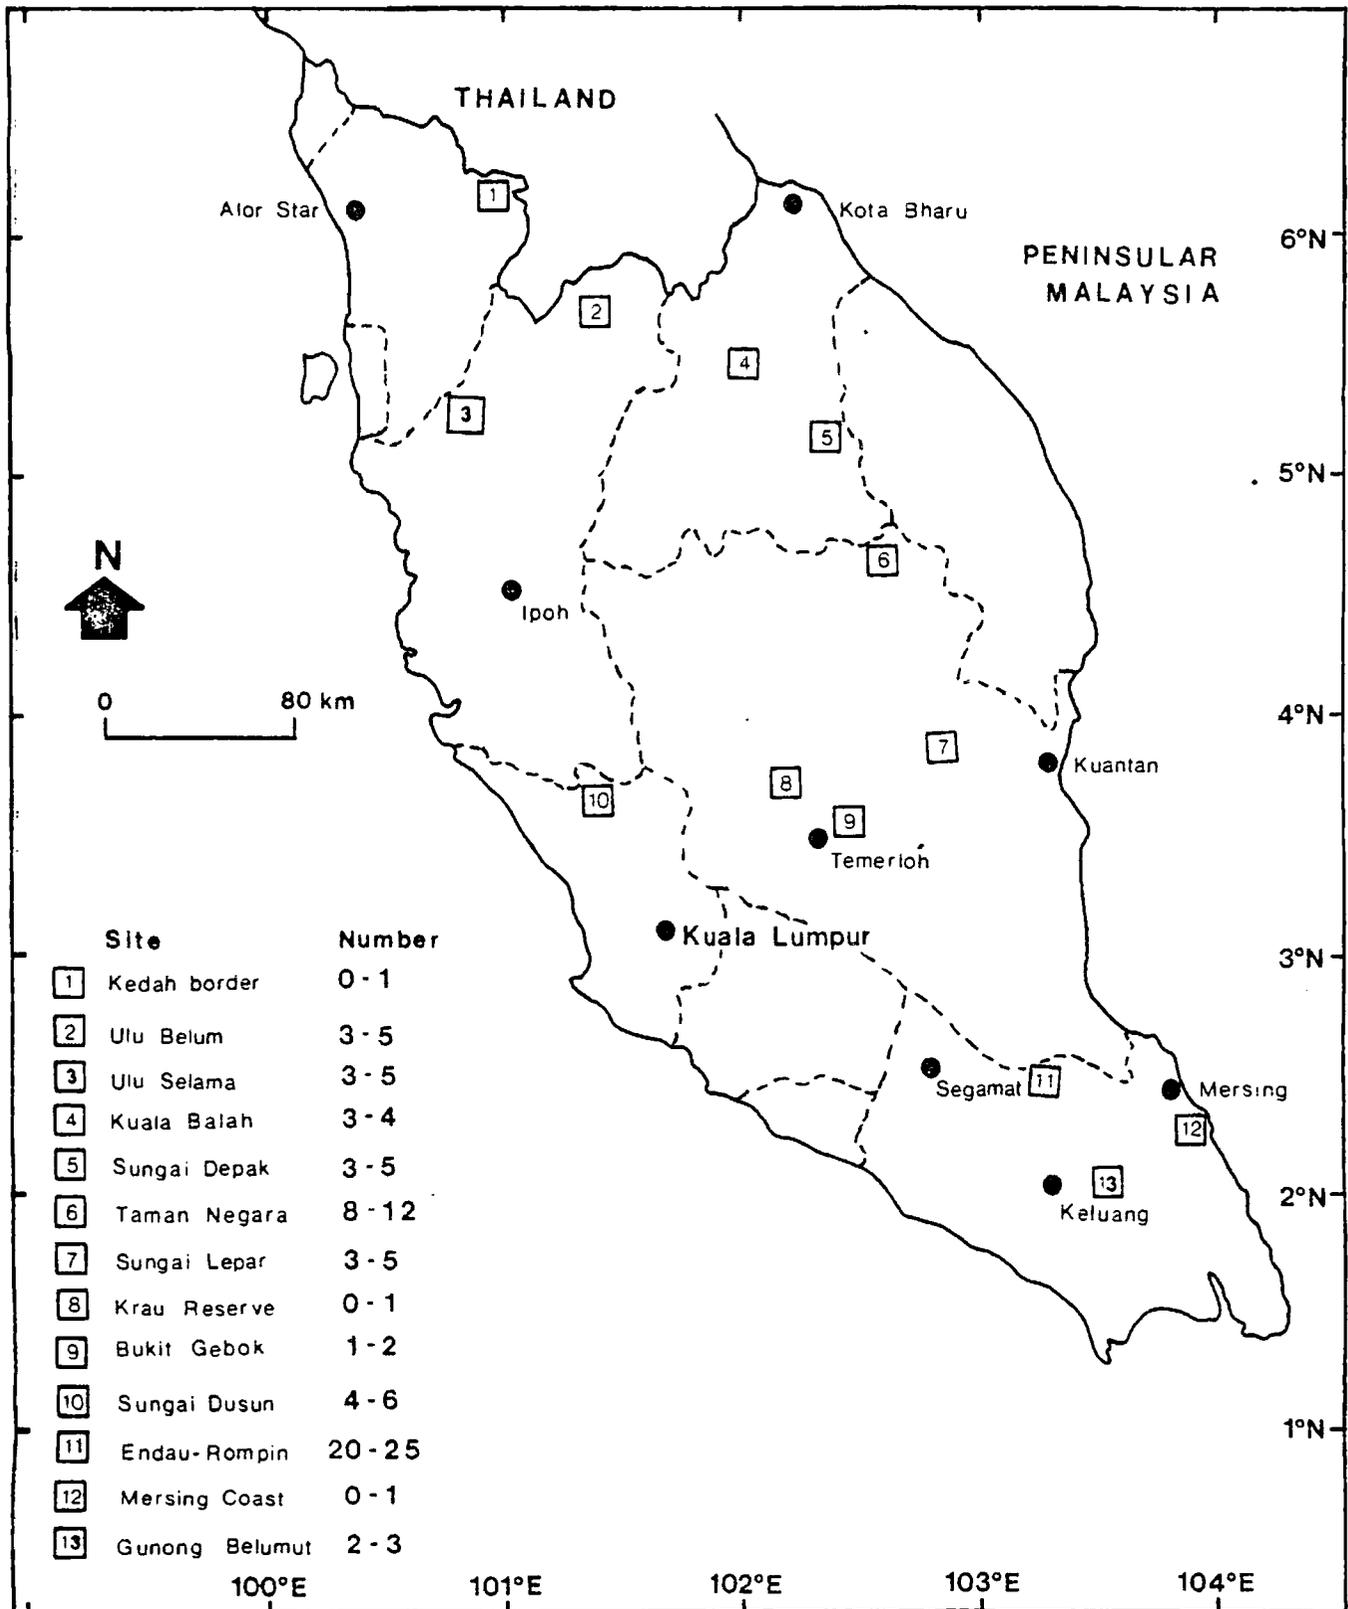 THAILAND
1
Alor Star
Kota Bharu
6°N
PENINSULAR
MALAYSIA
2
4
3
5
5°N
N
6
Ipoh
0 80 km
4°N
7
Kuantan
8
10
9
Temerloh
Kuala Lumpur
3°N
Site Number
1 Kedah border 0-1
2 Ulu Belum 3-5
3 Ulu Selama 3-5
4 Kuala Balah 3-4
5 Sungai Depak 3-5
6 Taman Negara 8-12
7 Sungai Lepar 3-5
8 Krau Reserve 0-1
9 Bukit Gebok 1-2
10 Sungai Dusun 4-6
11 Endau-Rompin 20-25
12 Mersing Coast 0-1
13 Gunong Belumut 2-3
Segamat
11
Mersing
12
13
2°N
Keluang
1°N
100°E 101°E 102°E 103°E 104°E